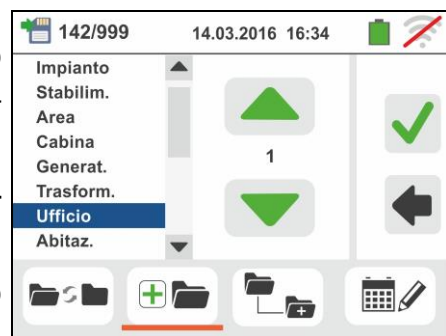 142/999 14.03.2016 16:34
Impianto
Stabilim.
Area
Cabina
Generat.
Trasform.
Ufficio
Abitaz.
1